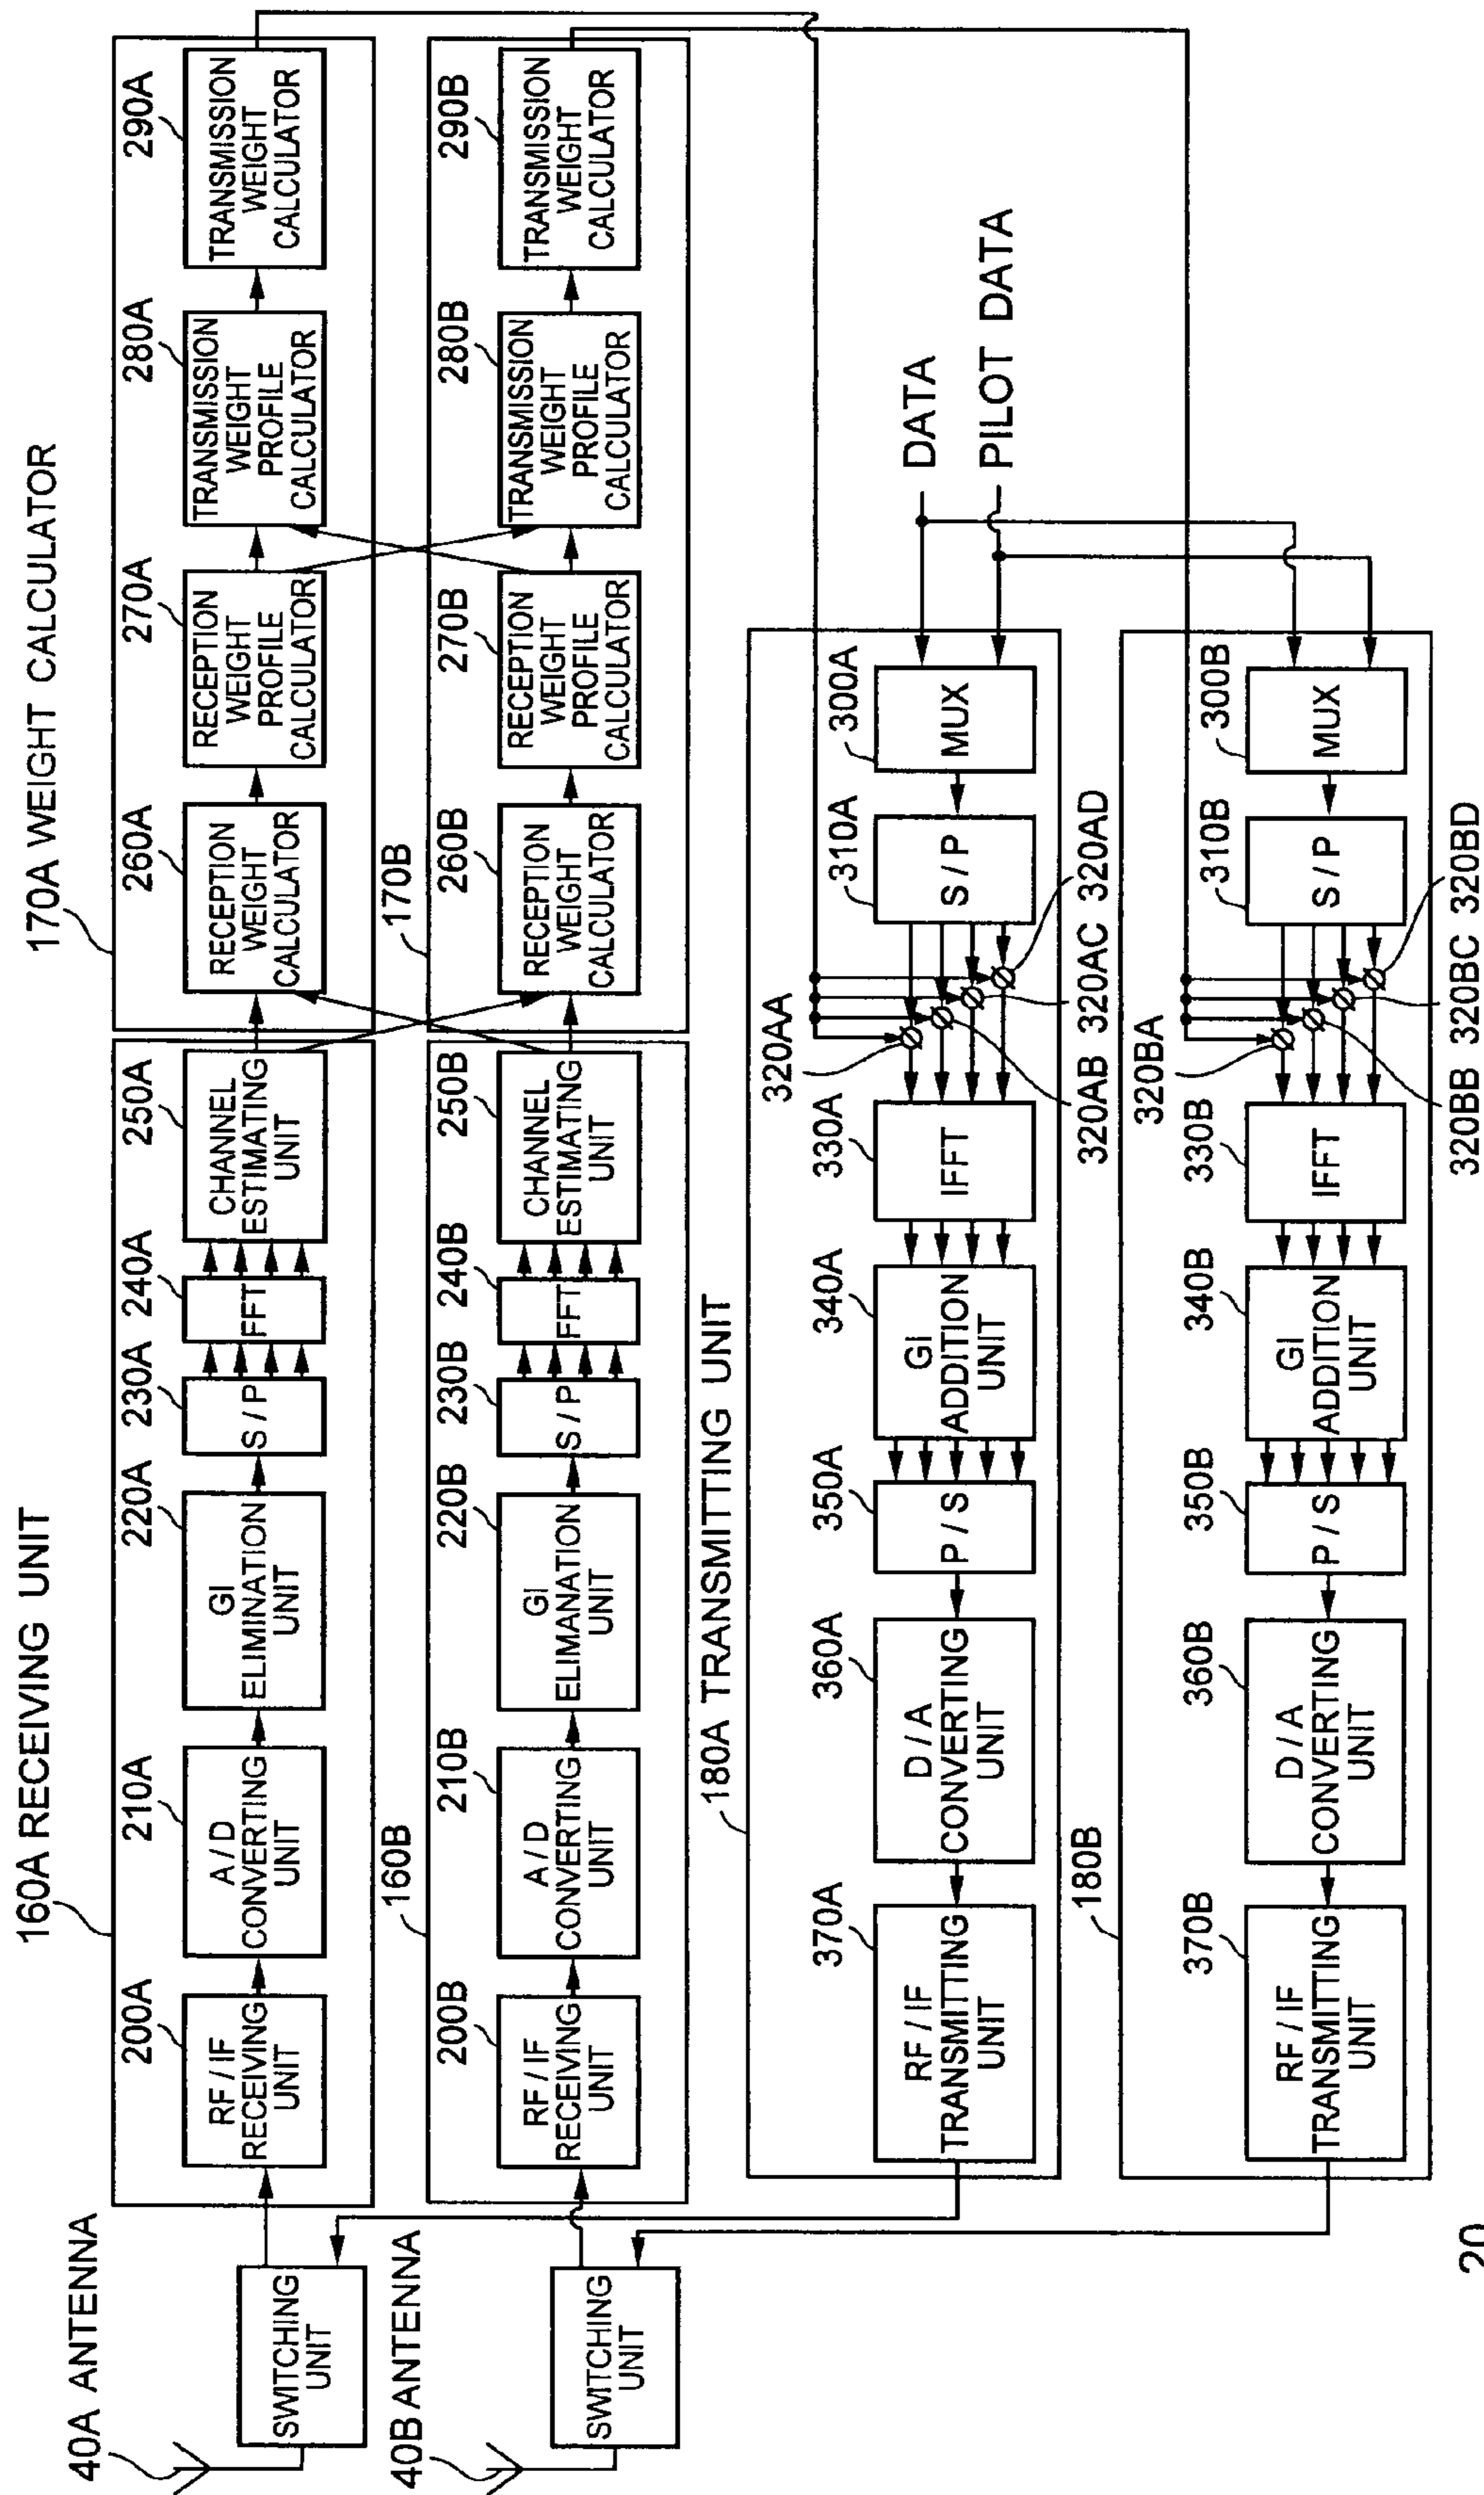 160A RECEIVING UNIT
170A WEIGHT CALCULATOR
40A ANTENNA
200A
210A
220A
230A
240A
250A
260A
270A
280A
290A
SWITCHING
UNIT
RF / IF
RECEIVING
UNIT
A / D
CONVERTING
UNIT
GI
ELIMINATION
UNIT
S / P
FFT
CHANNEL
ESTIMATING
UNIT
RECEPTION
WEIGHT
CALCULATOR
RECEPTION
WEIGHT
PROFILE
CALCULATOR
TRANSMISSION
WEIGHT
PROFILE
CALCULATOR
TRANSMISSION
WEIGHT
CALCULATOR
160B
170B
40B ANTENNA
200B
210B
220B
230B
240B
250B
260B
270B
280B
290B
SWITCHING
UNIT
RF / IF
RECEIVING
UNIT
A / D
CONVERTING
UNIT
GI
ELIMANATION
UNIT
S / P
FFT
CHANNEL
ESTIMATING
UNIT
RECEPTION
WEIGHT
CALCULATOR
RECEPTION
WEIGHT
PROFILE
CALCULATOR
TRANSMISSION
WEIGHT
PROFILE
CALCULATOR
TRANSMISSION
WEIGHT
CALCULATOR
180A TRANSMITTING UNIT
320AA
370A
360A
350A
340A
330A
310A
300A
DATA
PILOT DATA
RF / IF
TRANSMITTING
UNIT
D / A
CONVERTING
UNIT
P / S
GI
ADDITION
UNIT
IFFT
S / P
MUX
320AB 320AC 320AD
180B
320BA
370B
360B
350B
340B
330B
310B
300B
RF / IF
TRANSMITTING
UNIT
D / A
CONVERTING
UNIT
P / S
GI
ADDITION
UNIT
IFFT
S / P
MUX
320BB 320BC 320BD
20